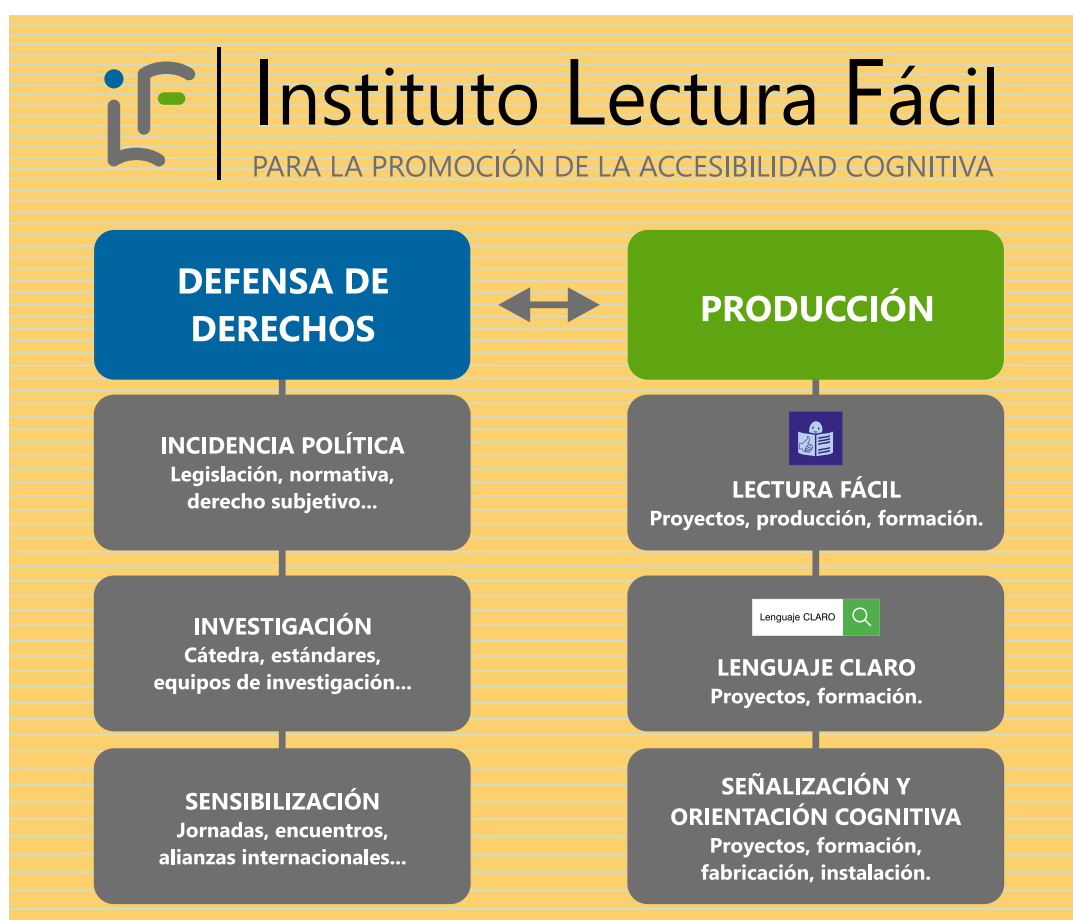 Instituto Lectura Fácil
PARA LA PROMOCIÓN DE LA ACCESIBILIDAD COGNITIVA
DEFENSA DE
DERECHOS
INCIDENCIA POLÍTICA
Legislación, normativa,
derecho subjetivo...
INVESTIGACIÓN
Cátedra, estándares,
equipos de investigación...
SENSIBILIZACIÓN
Jornadas, encuentros,
alianzas internacionales...
PRODUCCIÓN
LECTURA FÁCIL
Proyectos, producción, formación.
Lenguaje CLARO
LENGUAJE CLARO
Proyectos, formación.
SEÑALIZACIÓN Y
ORIENTACIÓN COGNITIVA
Proyectos, formación,
fabricación, instalación.